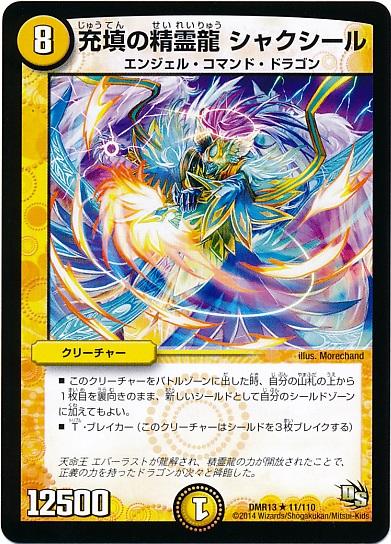 8
じゅうてん せいれいりゅう
充填の精霊龍 シャクシール
エンジェル・コマンド・ドラゴン
クリーチャー
illus. Morechand
■ このクリーチャーをバトルゾーンに出した時、自分の山札の上から
1枚目を裏向きのまま、新しいシールドとして自分のシールドゾーン
に加えてもよい。
■ T・ブレイカー (このクリーチャーはシールドを3枚ブレイクする)
天命王 エバーラストが龍解され、精霊龍の力が開放されたことで、
正義の力を持ったドラゴンが次々と降臨した。
12500
1
DMR13 ★ 11/110
©2014 Wizards/Shogakukan/Mitsui-Kids
DS